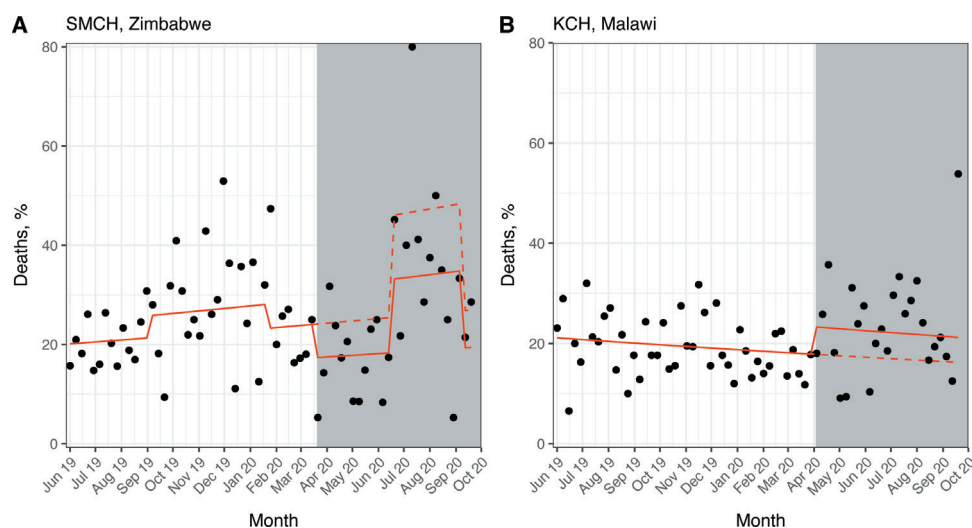 A SMCH, Zimbabwe
80
60
40
20
0
Deaths, %
Jun 19
Jul 19
Aug 19
Sep 19
Oct 19
Nov 19
Dec 19
Jan 20
Feb 20
Mar 20
Apr 20
May 20
Jun 20
Jul 20
Aug 20
Sep 20
Oct 20
Month
B KCH, Malawi
80
60
40
20
0
Deaths, %
Jun 19
Jul 19
Aug 19
Sep 19
Oct 19
Nov 19
Dec 19
Jan 20
Feb 20
Mar 20
Apr 20
May 20
Jun 20
Jul 20
Aug 20
Sep 20
Oct 20
Month